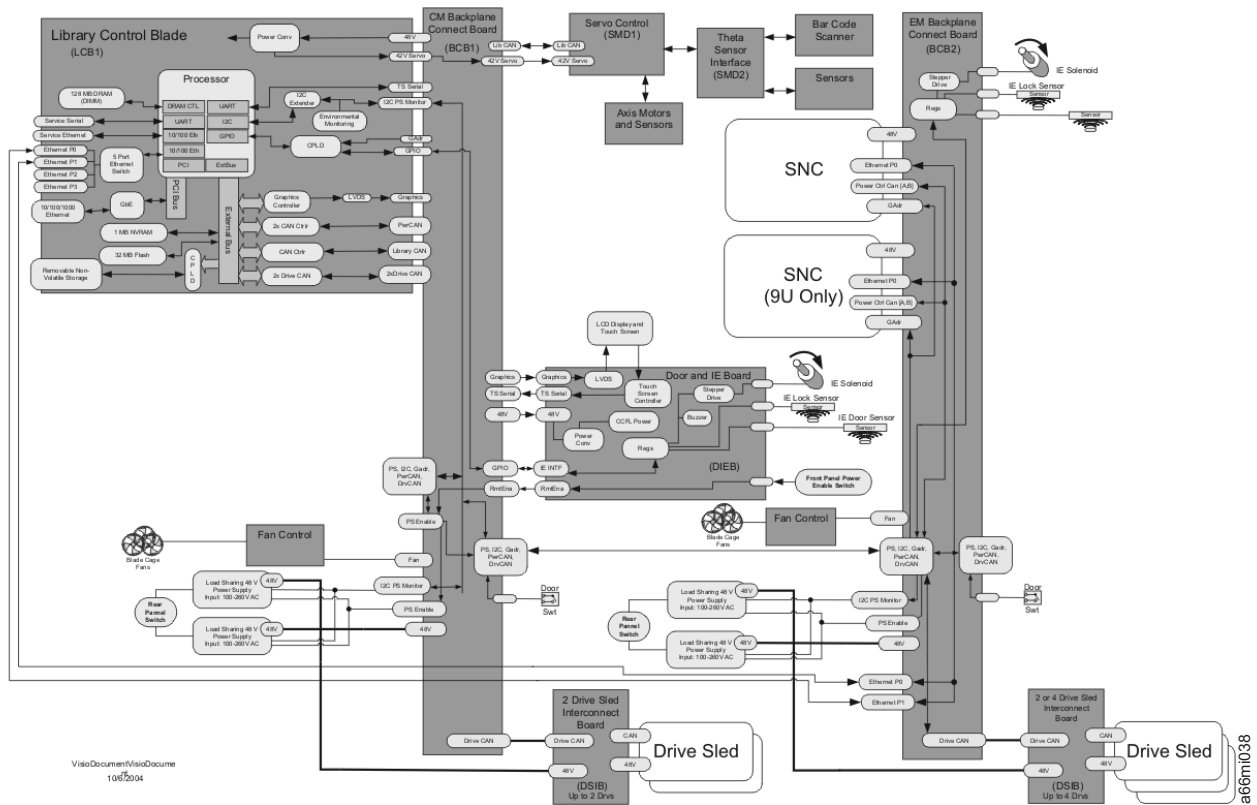 Library Control Blade
(LCB1)
Power Conv
48V
42V Servo
Processor
128 MB DRAM
(DIMM)
DRAM CTL
UART
UART
I2C
10/100 Eth
GPIO
10/100 Eth
PCI
ExtBus
I2C
Extender
Environmental
Monitoring
TS Serial
I2C PS Monitor
Service Serial
Service Ethernet
Ethernet P0
Ethernet P1
Ethernet P2
Ethernet P3
5 Port
Ethernet
Switch
CPLD
GAdr
GPIO
10/100/1000
Ethernet
GbE
PCI Bus
External Bus
Graphics
Controller
LVDS
Graphics
1 MB NVRAM
2x CAN Ctrlr
PerCAN
32 MB Flash
CAN Ctrlr
Library CAN
Removable Non-
Volatile Storage
CPLD
2x Drive CAN
2xDrive CAN
CM Backplane
Connect Board
(BCB1)
Lib CAN
42V Servo
Lib CAN
42V Servo
Servo Control
(SMD1)
Axis Motors
and Sensors
Theta
Sensor
Interface
(SMD2)
Bar Code
Scanner
Sensors
EM Backplane
Connect Board
(BCB2)
Stepper
Drive
Regs
IE Solenoid
IE Lock Sensor
Sensor
Sensor
SNC
48V
Ethernet P0
Power Ctrl Can [A,B]
GAdr
SNC
(9U Only)
48V
Ethernet P0
Power Ctrl Can [A,B]
GAdr
LCD Display and
Touch Screen
Door and IE Board
Graphics
Graphics
LVDS
TS Serial
TS Serial
Touch
Screen
Controller
Stepper
Drive
IE Solenoid
IE Lock Sensor
Sensor
48V
48V
CCFL Power
Buzzer
IE Door Sensor
Sensor
Power
Conv
Regs
(DIEB)
GPIO
IE INTF
RmtEna
RmtEna
Front Panel Power
Enable Switch
PS, I2C, Gadr,
PerCAN,
DrvCAN
PS Enable
Blade Cage
Fans
Fan Control
Fan
PS, I2C, Gadr,
PerCAN,
DrvCAN
Blade Cage
Fans
Fan Control
Fan
PS, I2C, Gadr,
PerCAN,
DrvCAN
PS, I2C, Gadr,
PerCAN,
DrvCAN
Load Sharing 48 V
Power Supply
Input: 100-260V AC
48V
I2C PS Monitor
Door
Swt
Rear
Pannel
Switch
PS Enable
Load Sharing 48 V
Power Supply
Input: 100-260V AC
48V
48V
Load Sharing 48 V
Power Supply
Input: 100-260V AC
48V
I2C PS Monitor
Door
Swt
Rear
Pannel
Switch
PS Enable
Load Sharing 48 V
Power Supply
Input: 100-260V AC
48V
48V
Ethernet P0
Ethernet P1
2 Drive Sled
Interconnect
Board
Drive CAN
Drive CAN
CAN
48V
48V
Drive Sled
(DSIB)
Up to 2 Drvs
2 or 4 Drive Sled
Interconnect
Board
Drive CAN
Drive CAN
CAN
48V
48V
Drive Sled
(DSIB)
Up to 4 Drvs
VisioDocumentVisioDocume
nt
10/6/2004
a66mi038